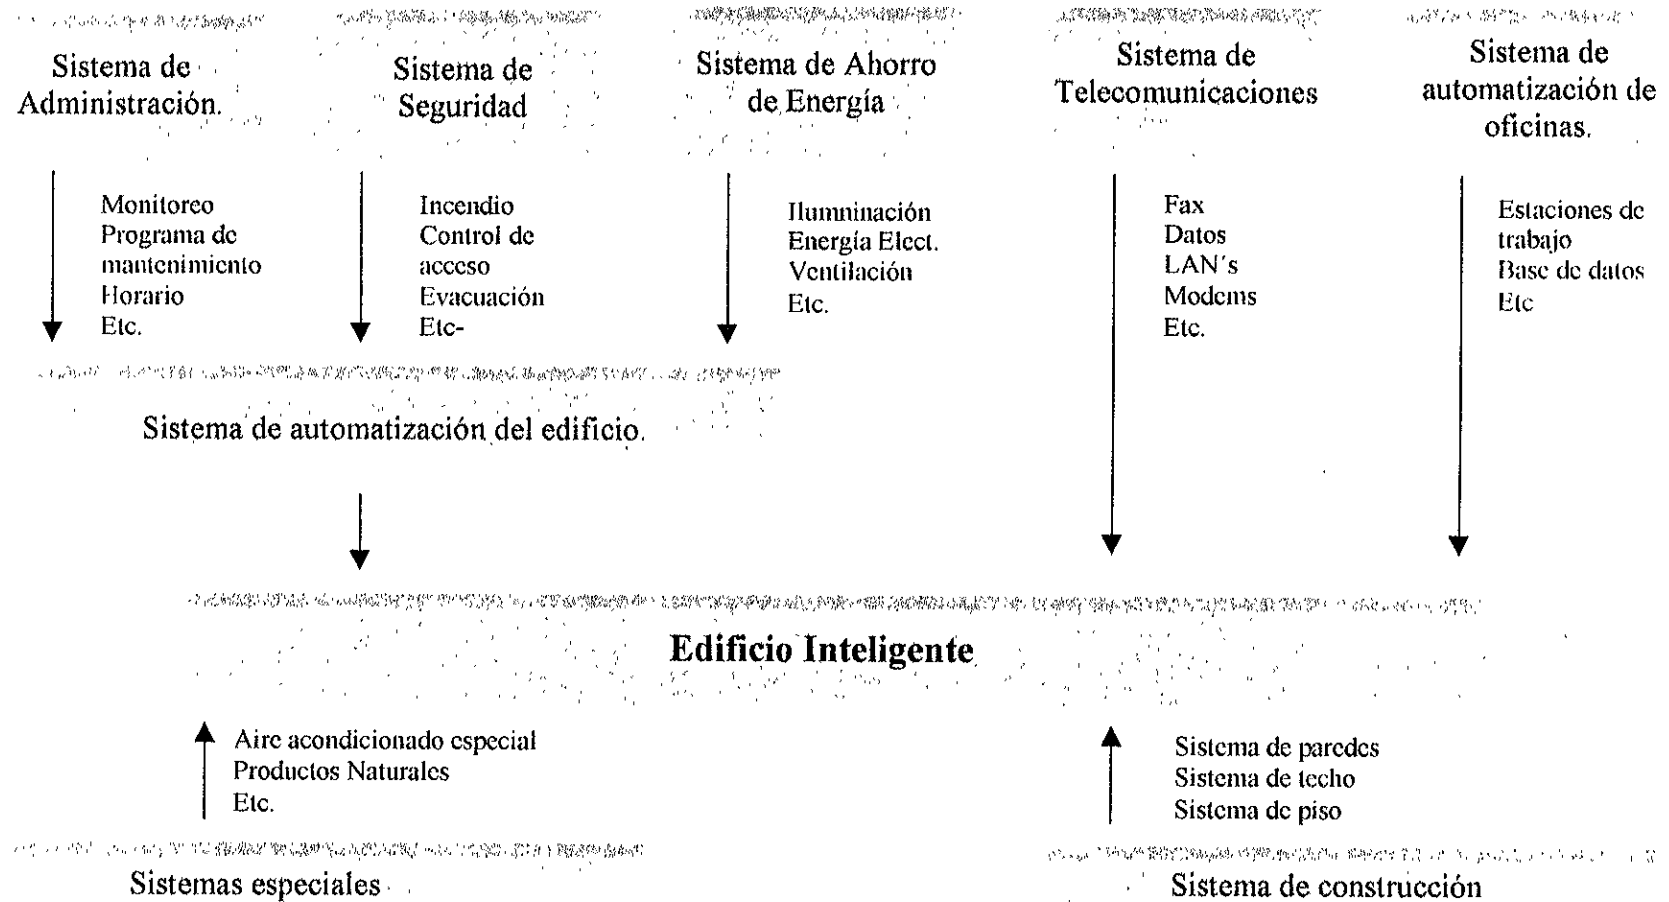 Sistema de
Administración.
Sistema de
Seguridad
Sistema de Ahorro
de Energía
Sistema de
Telecomunicaciones
Sistema de
automatización de
oficinas.
Monitoreo
Programa de
mantenimiento
Horario
Etc.
Incendio
Control de
acceso
Evacuación
Etc-
Ilumninación
Energía Elect.
Ventilación
Etc.
Fax
Datos
LAN´s
Modems
Etc.
Estaciones de
trabajo
Base de datos
Etc
Sistema de automatización del edificio.
Edificio Inteligente
Aire acondicionado especial
Productos Naturales
Etc.
Sistema de paredes
Sistema de techo
Sistema de piso
Sistemas especiales
Sistema de construcción